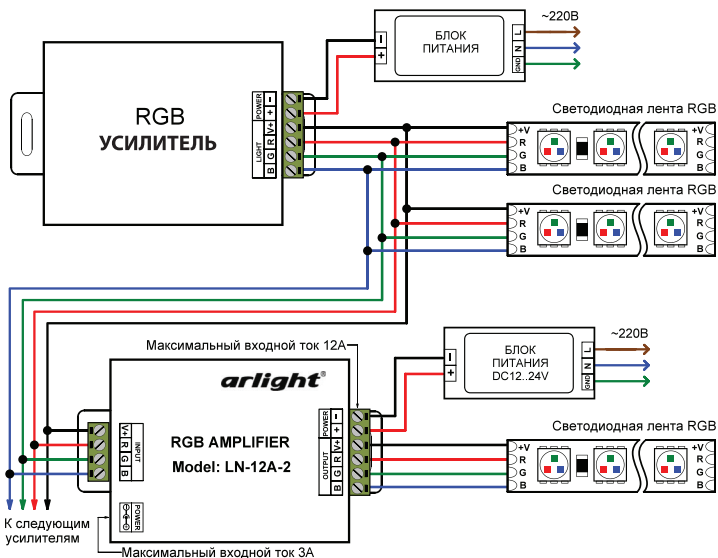 БЛОК
ПИТАНИЯ
−
+
L
N
GND
~220В
RGB
УСИЛИТЕЛЬ
POWER
− +
LIGHT
V+ R G B
Светодиодная лента RGB
+V
R
G
B
Светодиодная лента RGB
+V
R
G
B
Максимальный входной ток 12А
arlight®
RGB AMPLIFIER
Model: LN-12A-2
INPUT
V+ R G B
POWER
− +
OUTPUT
V+ R G B
POWER
БЛОК
ПИТАНИЯ
DC12..24V
−
+
L
N
GND
~220В
Светодиодная лента RGB
+V
R
G
B
К следующим
усилителям
Максимальный входной ток 3А